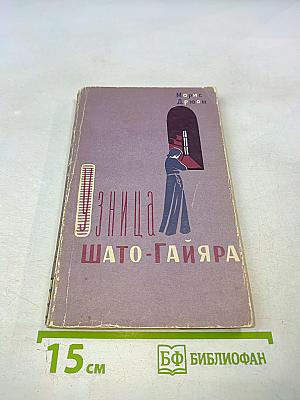 Морис
Дрюон
Узница
ШАТО-ГАЙЯРА
15 см
БФ БИБЛИОФАН